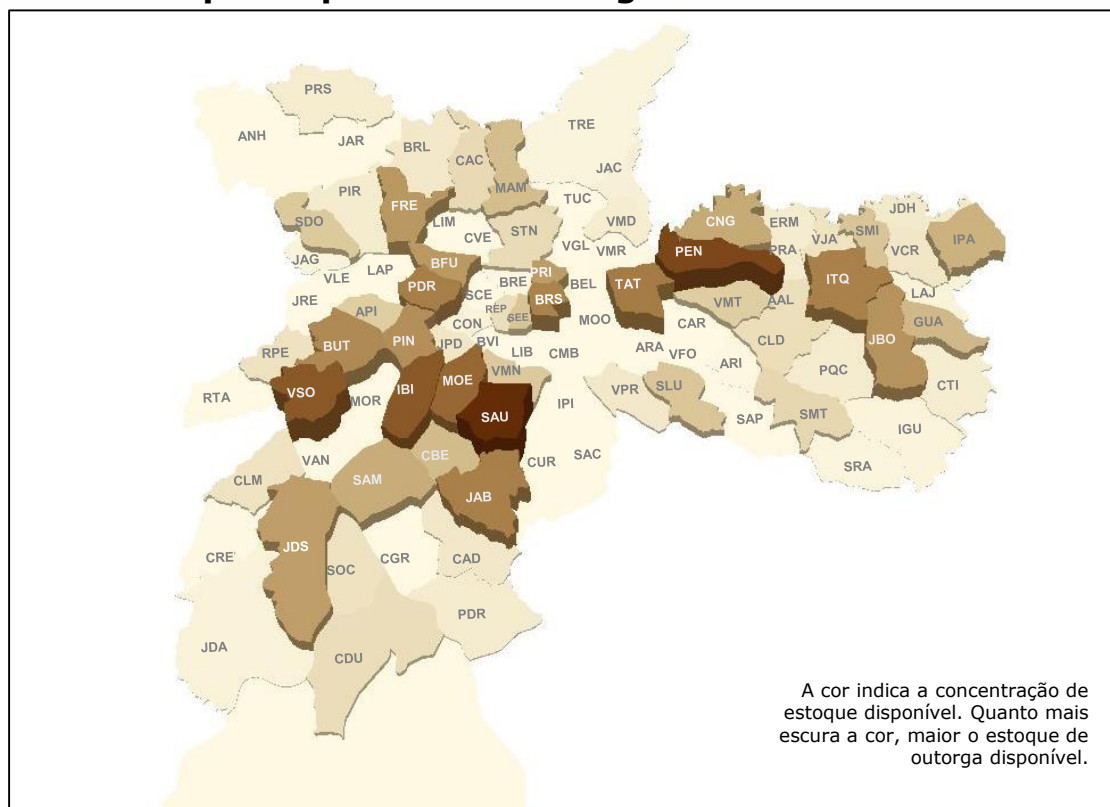 PRS
TRE
ANH
JAR
BRL
CAC
JAC
MAM
PIR
FRE
TUC
SDO
LIM
STN
VMD
CNG
ERM
JDH
CVE
VJA
SMI
IPA
VGL
VMR
PEN
PRA
VCR
JAG
VLE
LAP
BFU
PRI
BEL
TAT
ITQ
JRE
PDR
SCE
BRE
BRS
VMT
AAL
LAJ
API
REP
SEE
MOO
CAR
GUA
CON
BUT
PIN
JPD
BVI
LIB
CMB
ARA
VFO
ARI
CLD
JBO
RPE
VMN
PQC
CTI
VSO
IBI
MOE
VPR
SLU
RTA
MOR
SAU
IPI
SAP
SMT
IGU
VAN
CBE
CUR
SAC
SRA
CLM
SAM
JAB
JDS
CRE
SOC
CGR
CAD
PDR
JDA
CDU
A cor indica a concentração de
estoque disponível. Quanto mais
escura a cor, maior o estoque de
outorga disponível.